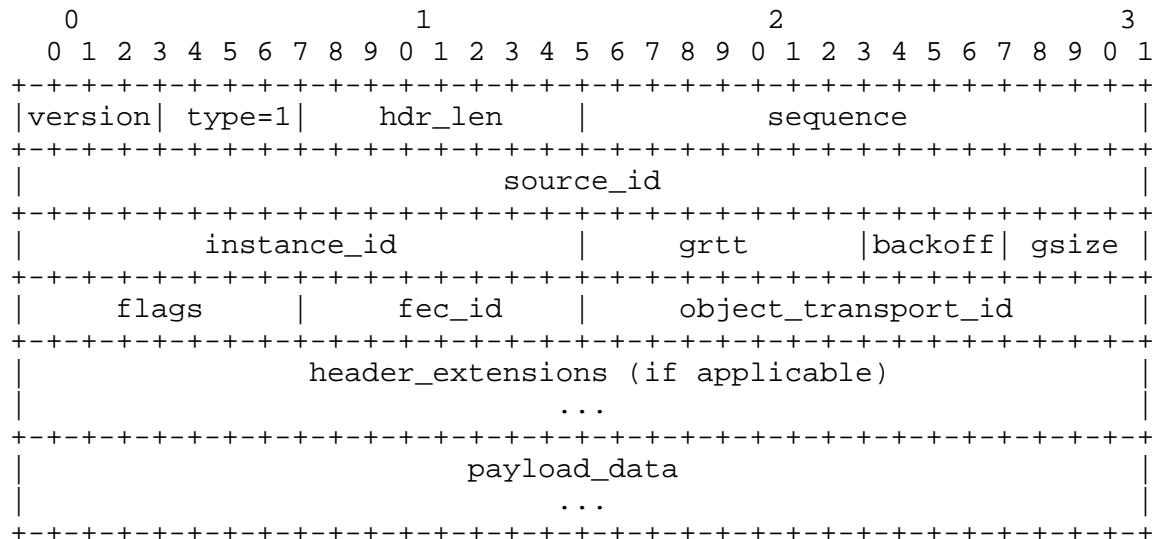 0                   1                   2                   3
0 1 2 3 4 5 6 7 8 9 0 1 2 3 4 5 6 7 8 9 0 1 2 3 4 5 6 7 8 9 0 1
+-+-+-+-+-+-+-+-+-+-+-+-+-+-+-+-+-+-+-+-+-+-+-+-+-+-+-+-+-+-+-+-+
|version| type=1|    hdr_len    |          sequence             |
+-+-+-+-+-+-+-+-+-+-+-+-+-+-+-+-+-+-+-+-+-+-+-+-+-+-+-+-+-+-+-+-+
|                           source_id                           |
+-+-+-+-+-+-+-+-+-+-+-+-+-+-+-+-+-+-+-+-+-+-+-+-+-+-+-+-+-+-+-+-+
|          instance_id          |     grtt      |backoff| gsize |
+-+-+-+-+-+-+-+-+-+-+-+-+-+-+-+-+-+-+-+-+-+-+-+-+-+-+-+-+-+-+-+-+
|     flags     |     fec_id    |     object_transport_id       |
+-+-+-+-+-+-+-+-+-+-+-+-+-+-+-+-+-+-+-+-+-+-+-+-+-+-+-+-+-+-+-+-+
|                header_extensions (if applicable)              |
|                              ...                              |
+-+-+-+-+-+-+-+-+-+-+-+-+-+-+-+-+-+-+-+-+-+-+-+-+-+-+-+-+-+-+-+-+
|                         payload_data                          |
|                              ...                              |
+-+-+-+-+-+-+-+-+-+-+-+-+-+-+-+-+-+-+-+-+-+-+-+-+-+-+-+-+-+-+-+-+